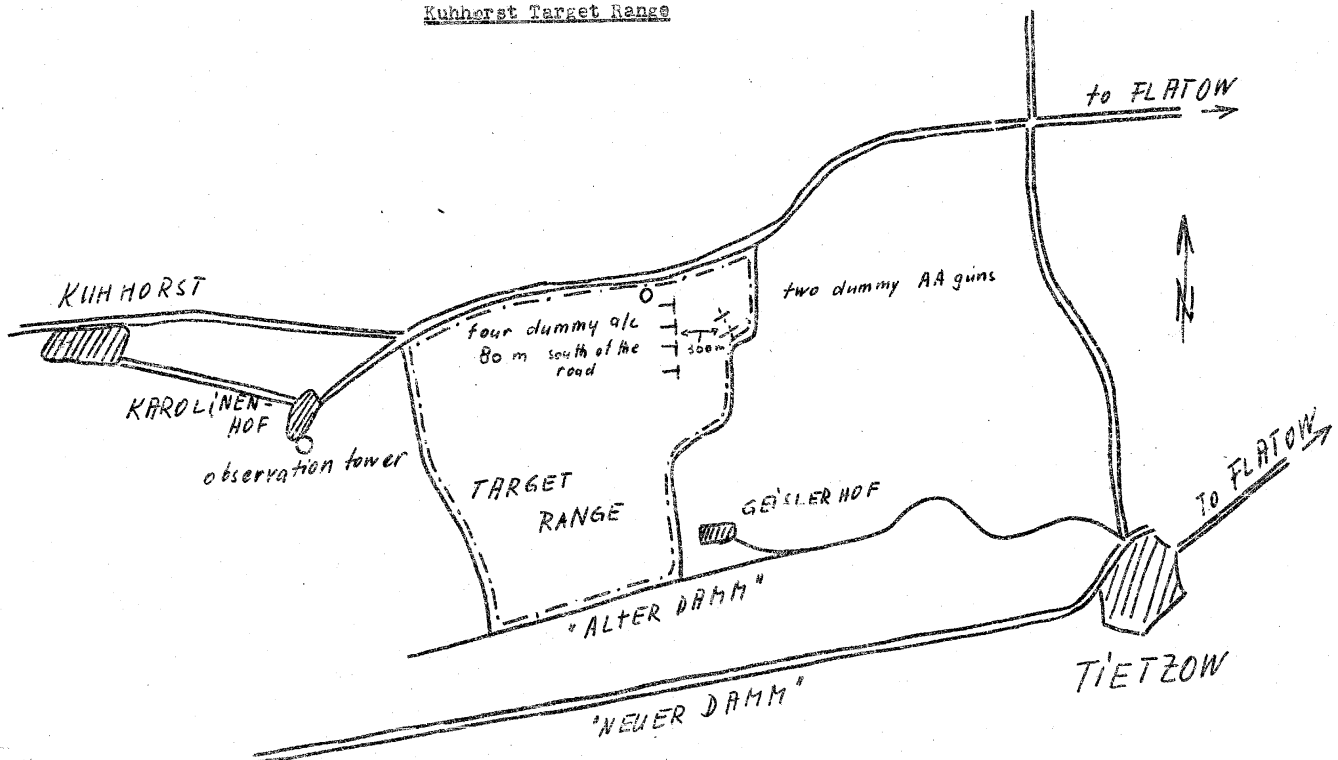 Kuhhorst Target Range
to FLATOW
KUHHORST
two dummy AA guns
four dummy a/c
80 m south of the
road
300m
N
KAROLINEN-
HOF
observation tower
TARGET
RANGE
GEISLERHOF
TO FLATOW
"ALTER DAMM"
TIETZOW
"NEUER DAMM"